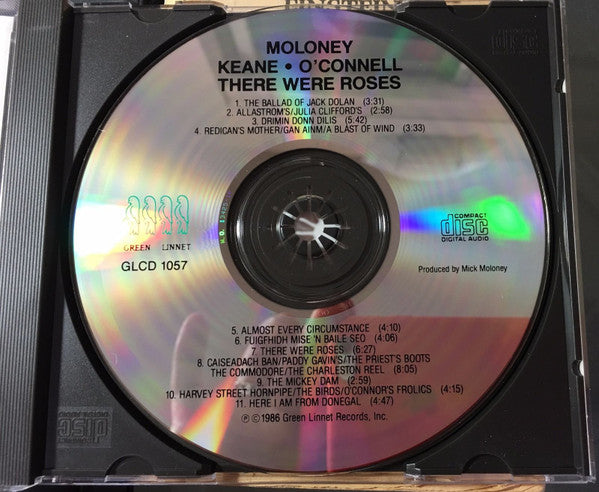 MOLONEY
KEANE • O'CONNELL
THERE WERE ROSES
1. THE BALLAD OF JACK DOLAN (3:31)
2. ALLASTROM'S/JULIA CLIFFORD'S (2:58)
3. DRIMIN DONN DILIS (5:42)
4. REDICAN'S MOTHER/GAN AINM/A BLAST OF WIND (3:33)
GREEN LINNET
GLCD 1057
COMPACT
disc
DIGITAL AUDIO
Produced by Mick Moloney
5. ALMOST EVERY CIRCUMSTANCE (4:10)
6. FUIGFHIDH MISE 'N BAILE SEO (4:06)
7. THERE WERE ROSES (6:27)
8. CAISEADACH BAN/PADDY GAVIN'S/THE PRIEST'S BOOTS
THE COMMODORE/THE CHARLESTON REEL (8:05)
9. THE MICKEY DAM (2:59)
10. HARVEY STREET HORNPIPE/THE BIRDS/O'CONNOR'S FROLICS (4:15)
11. HERE I AM FROM DONEGAL (4:47)
℗ ©1986 Green Linnet Records, Inc.
disc